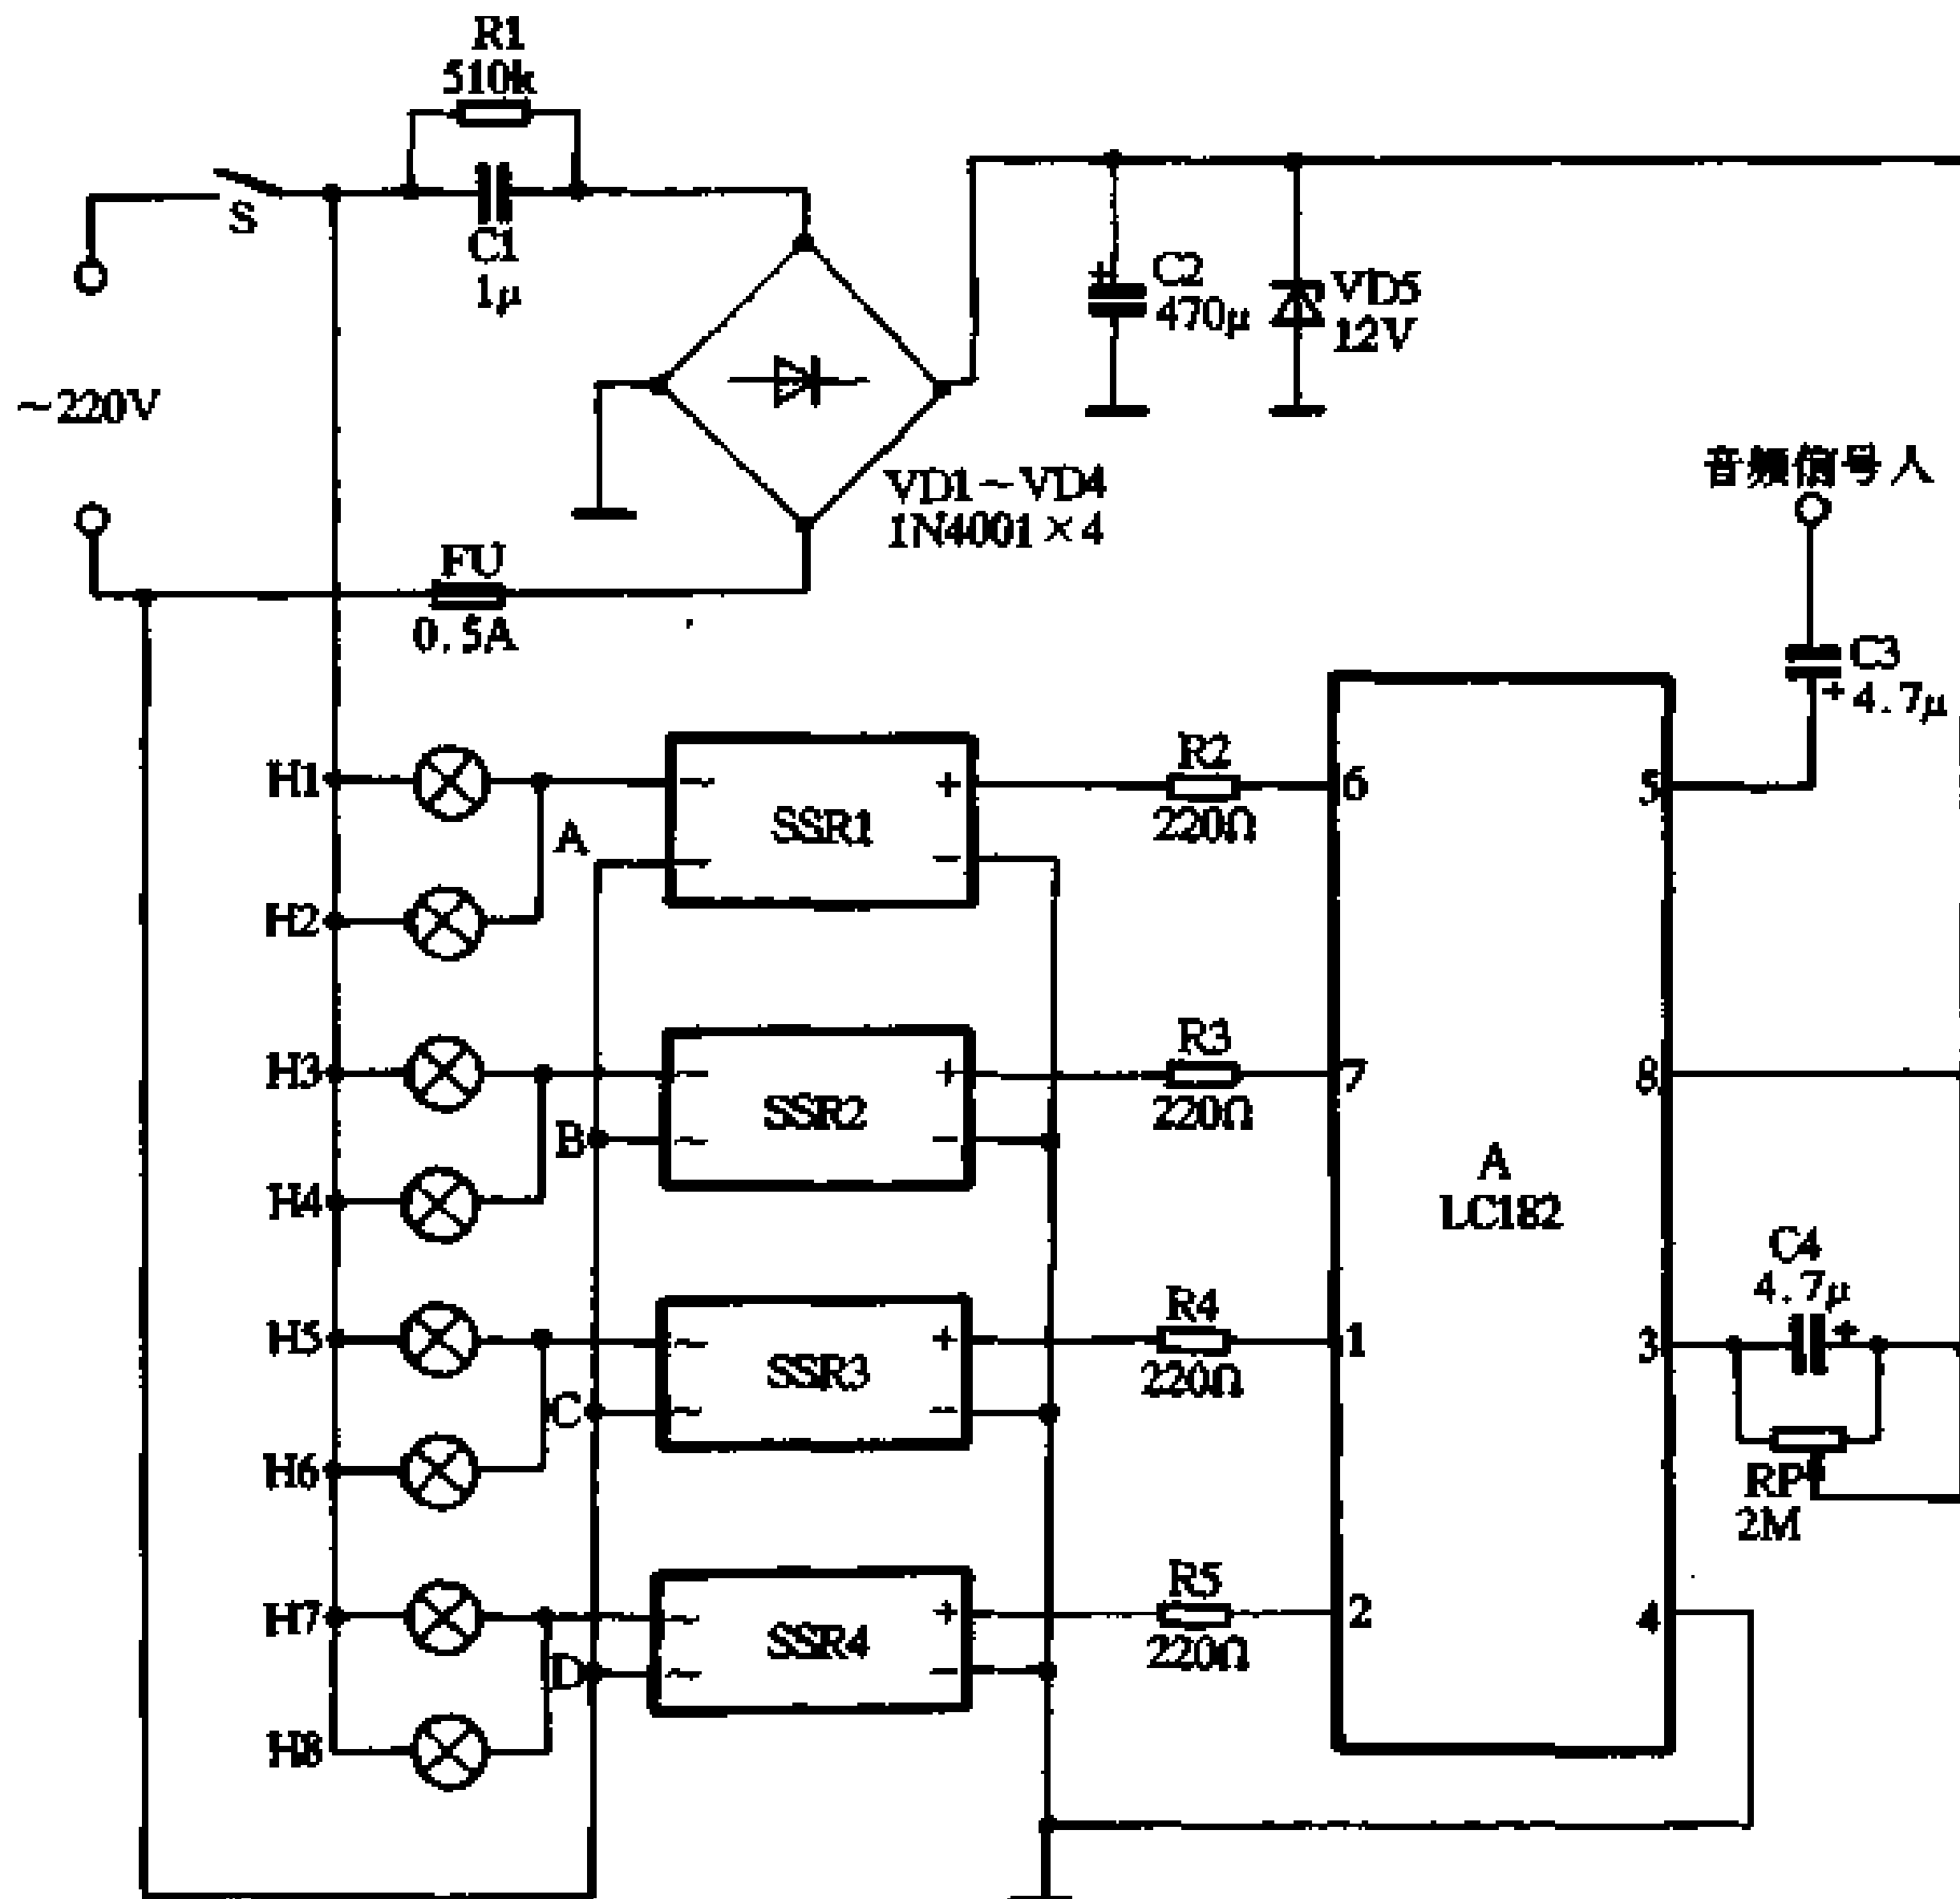 R1
510k
S
C1
1μ
~220V
C2
470μ
VD5
12V
VD1~VD4
1N4001×4
FU
0.5A
音频信号人
C3
4.7μ
+
+
H1
H2
A
~
~
SSR1
+
-
R2
220Ω
6
5
H3
H4
B
~
~
SSR2
+
-
R3
220Ω
7
8
A
LC182
H5
H6
C
~
~
SSR3
+
-
R4
220Ω
1
3
C4
4.7μ
+
RP
2M
H7
H8
D
~
~
SSR4
+
-
R5
220Ω
2
4